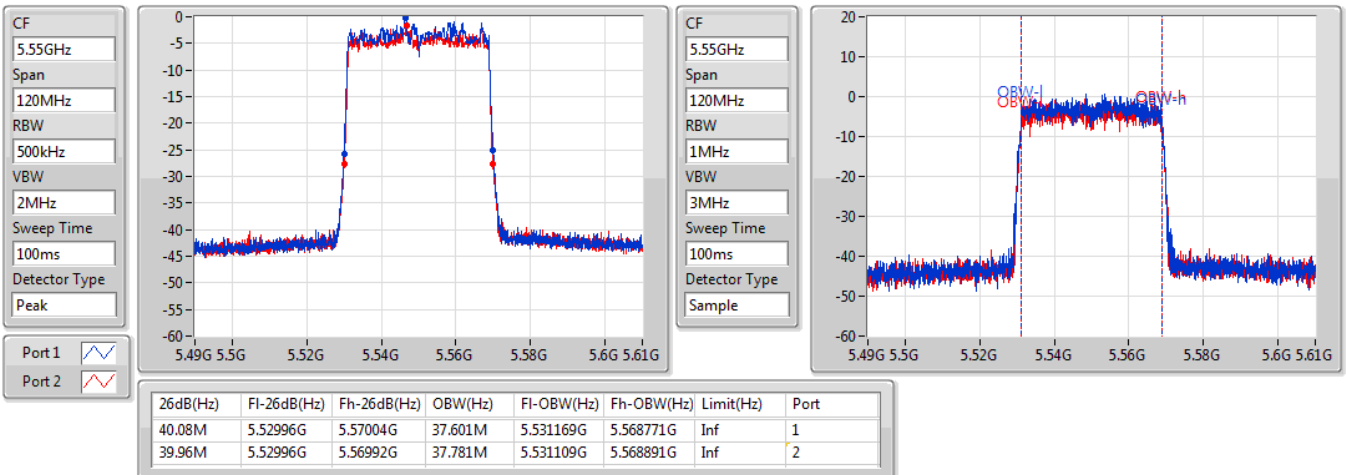 CF
5.55GHz
Span
120MHz
RBW
500kHz
VBW
2MHz
Sweep Time
100ms
Detector Type
Peak
Port 1
Port 2
0
-5
-10
-15
-20
-25
-30
-35
-40
-45
-50
-55
-60
5.49G 5.5G 5.52G 5.54G 5.56G 5.58G 5.6G 5.61G
CF
5.55GHz
Span
120MHz
RBW
1MHz
VBW
3MHz
Sweep Time
100ms
Detector Type
Sample
20
10
0
-10
-20
-30
-40
-50
-60
OBW-l
OBW-h
5.49G 5.5G 5.52G 5.54G 5.56G 5.58G 5.6G 5.61G
26dB(Hz) Fl-26dB(Hz) Fh-26dB(Hz) OBW(Hz) Fl-OBW(Hz) Fh-OBW(Hz) Limit(Hz) Port
40.08M 5.52996G 5.57004G 37.601M 5.531169G 5.568771G Inf 1
39.96M 5.52996G 5.56992G 37.781M 5.531109G 5.568891G Inf 2